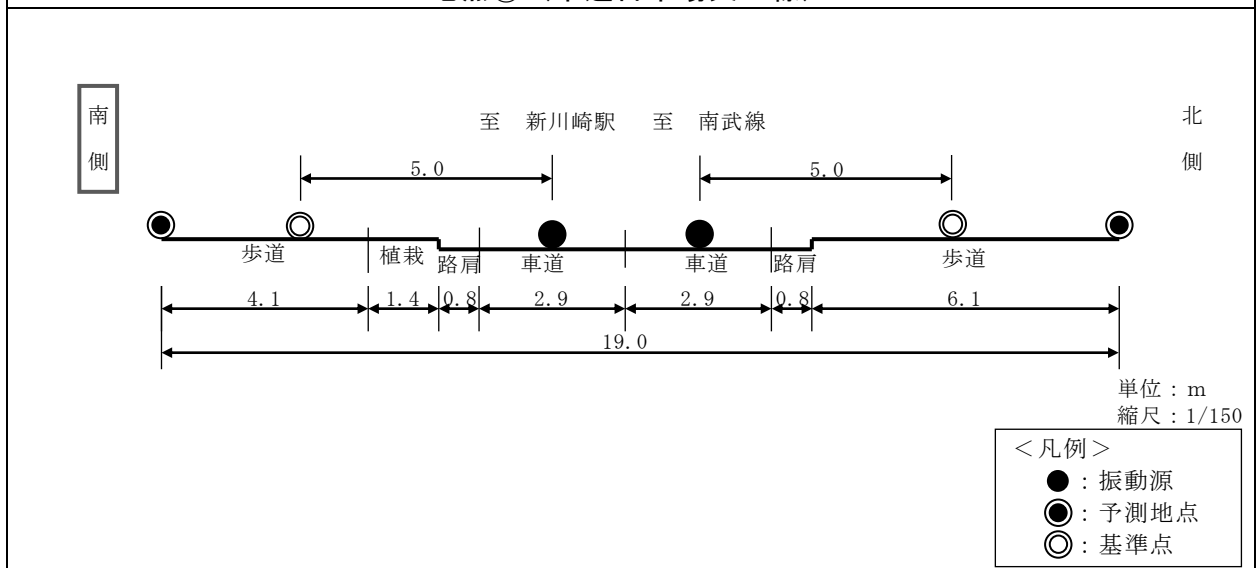 南側
至 新川崎駅 至 南武線
北側
5.0 5.0
歩道 植栽 路肩 車道 車道 路肩 歩道
4.1 1.4 0.8 2.9 2.9 0.8 6.1
19.0
単位：m
縮尺：1/150
＜凡例＞
●：振動源
：予測地点
◎：基準点